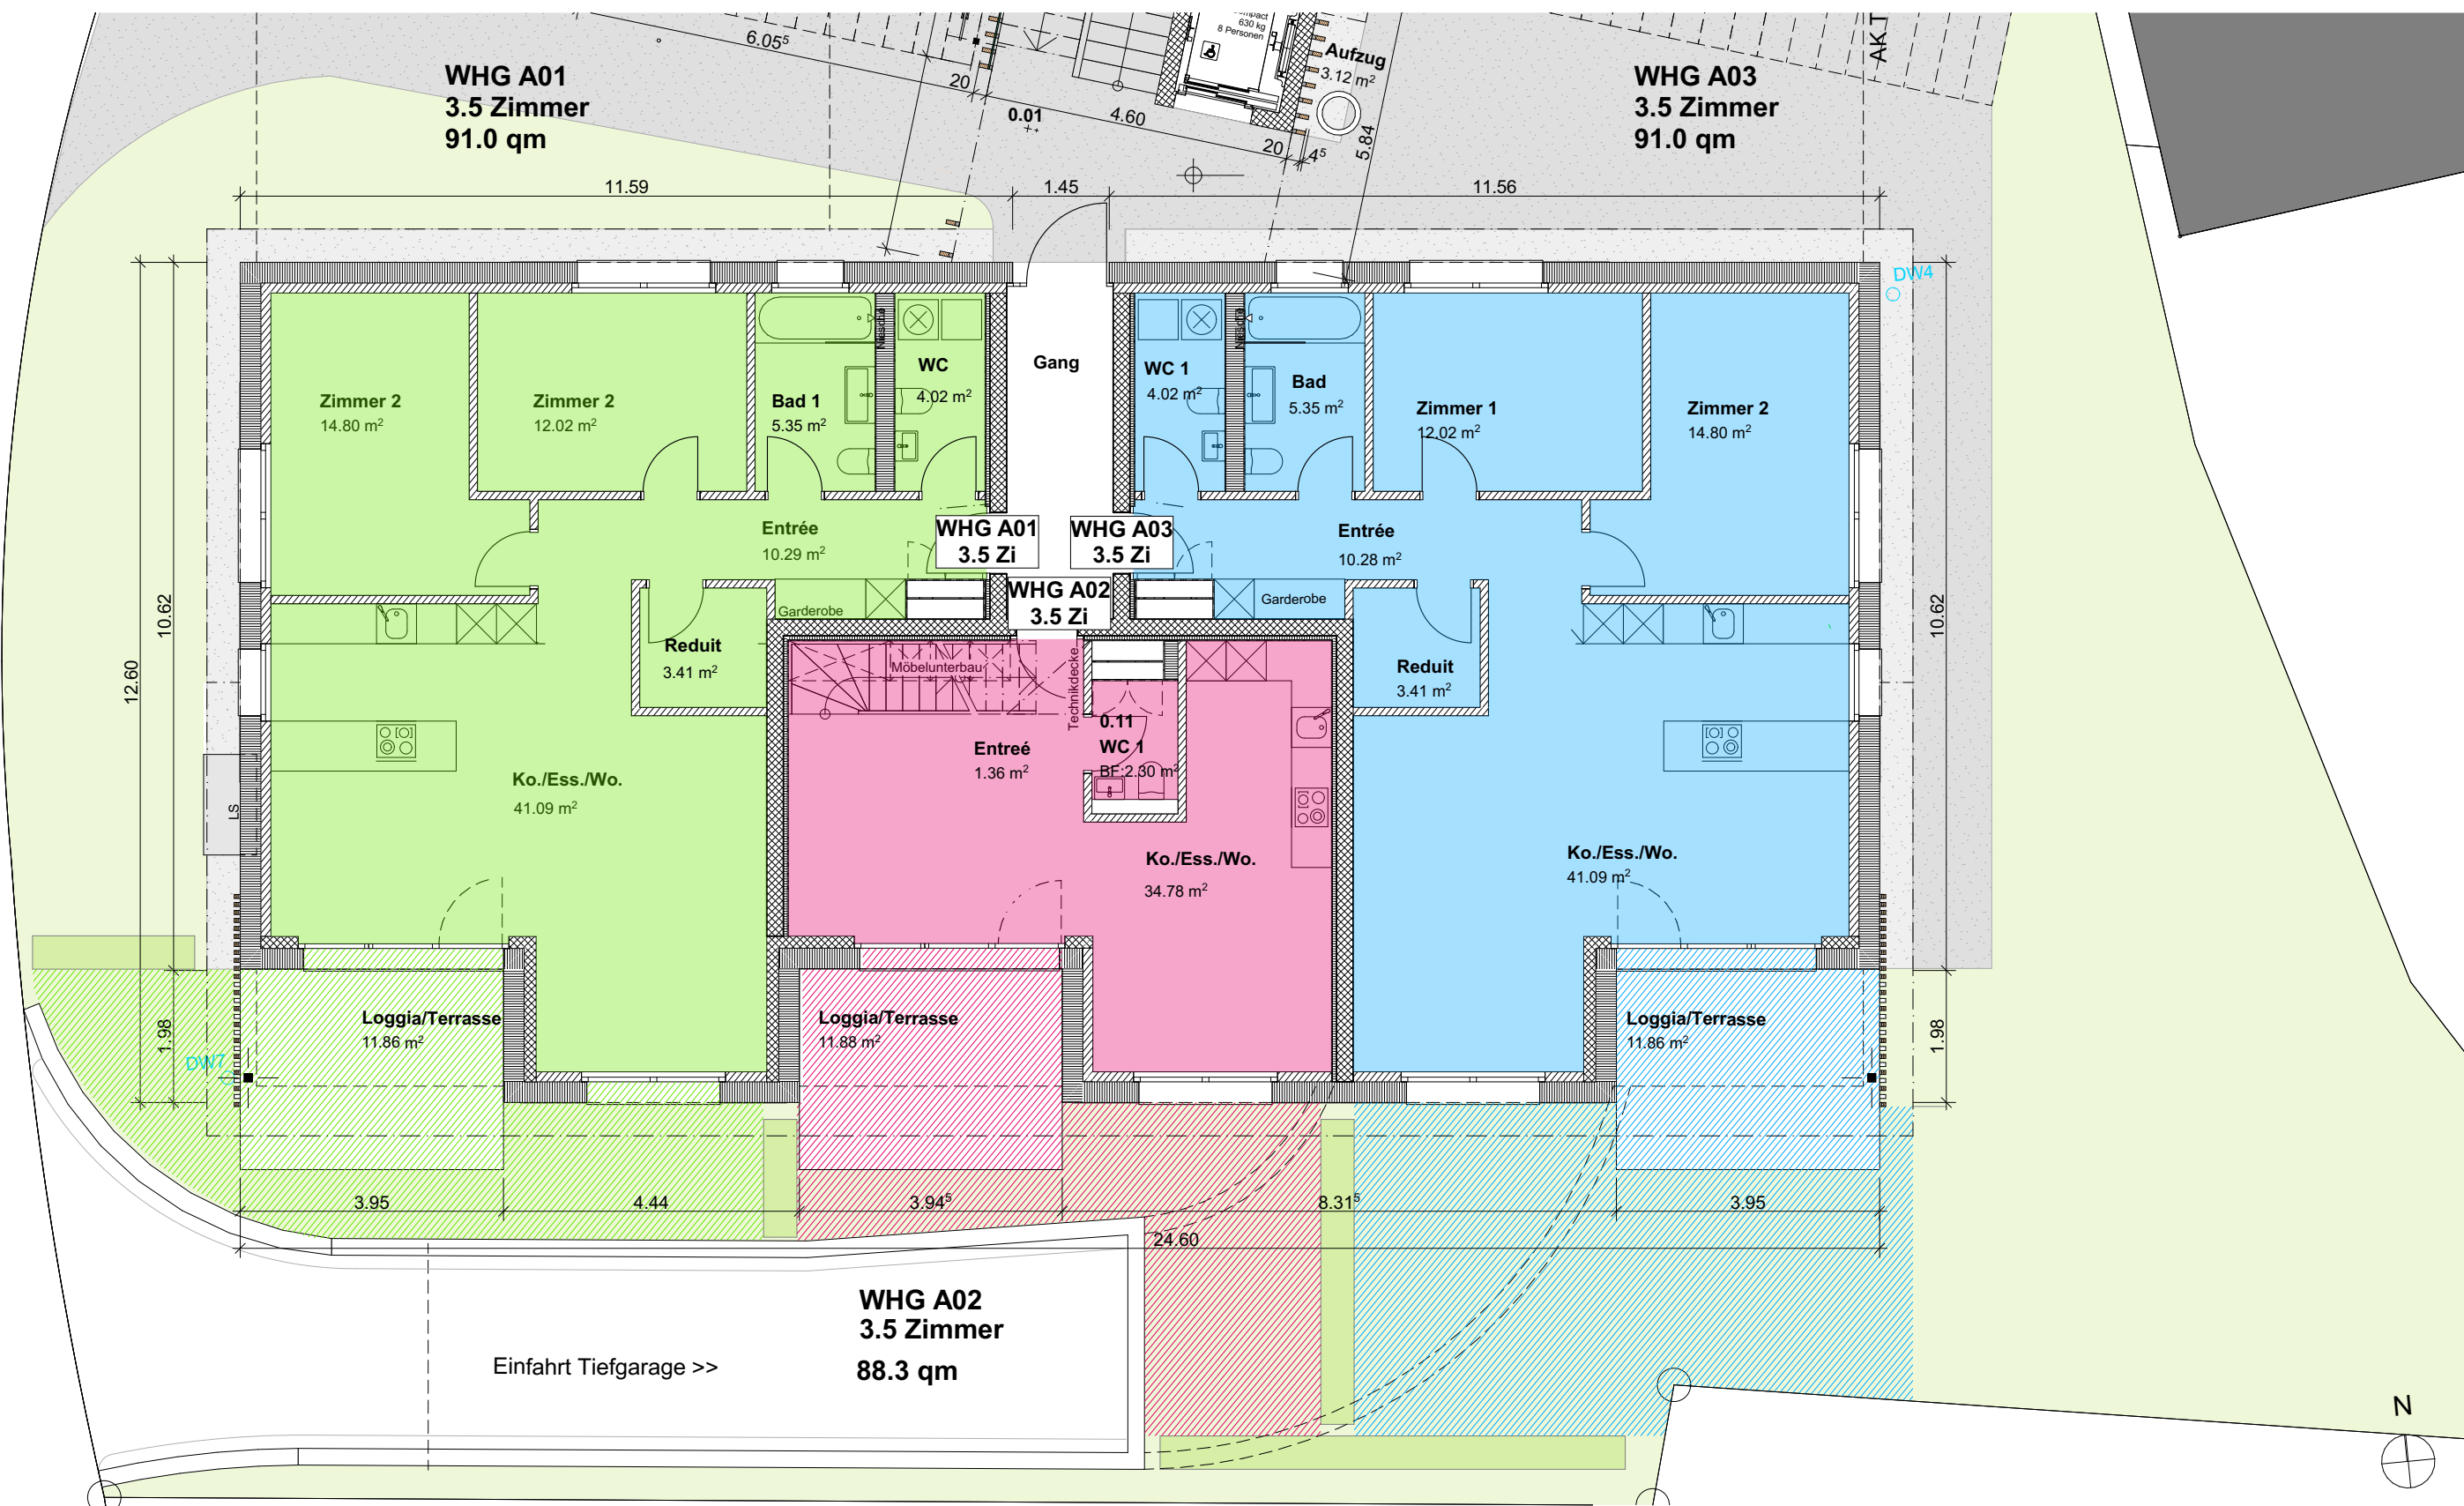 630 kg
8 Personen
Aufzug
3.12 m²
AK T
6.05⁵
20
0.01
4.60
20
4⁵
5.84
WHG A01
3.5 Zimmer
91.0 qm
WHG A03
3.5 Zimmer
91.0 qm
11.59
1.45
11.56
DW4
Zimmer 2
14.80 m²
Zimmer 2
12.02 m²
Bad 1
5.35 m²
WC
4.02 m²
Gang
WC 1
4.02 m²
Bad
5.35 m²
Zimmer 1
12.02 m²
Zimmer 2
14.80 m²
Entrée
10.29 m²
WHG A01
3.5 Zi
WHG A03
3.5 Zi
WHG A02
3.5 Zi
Entrée
10.28 m²
Garderobe
Garderobe
Reduit
3.41 m²
Möbelunterbau
Technikdecke
Reduit
3.41 m²
12.60
10.62
10.62
0.11
WC 1
BF:2.30 m²
Entreé
1.36 m²
LS
Ko./Ess./Wo.
41.09 m²
Ko./Ess./Wo.
34.78 m²
Ko./Ess./Wo.
41.09 m²
Loggia/Terrasse
11.86 m²
Loggia/Terrasse
11.88 m²
Loggia/Terrasse
11.86 m²
1.98
1.98
DW7
3.95
4.44
3.94⁵
8.31⁵
3.95
24.60
WHG A02
3.5 Zimmer
88.3 qm
Einfahrt Tiefgarage >>
N